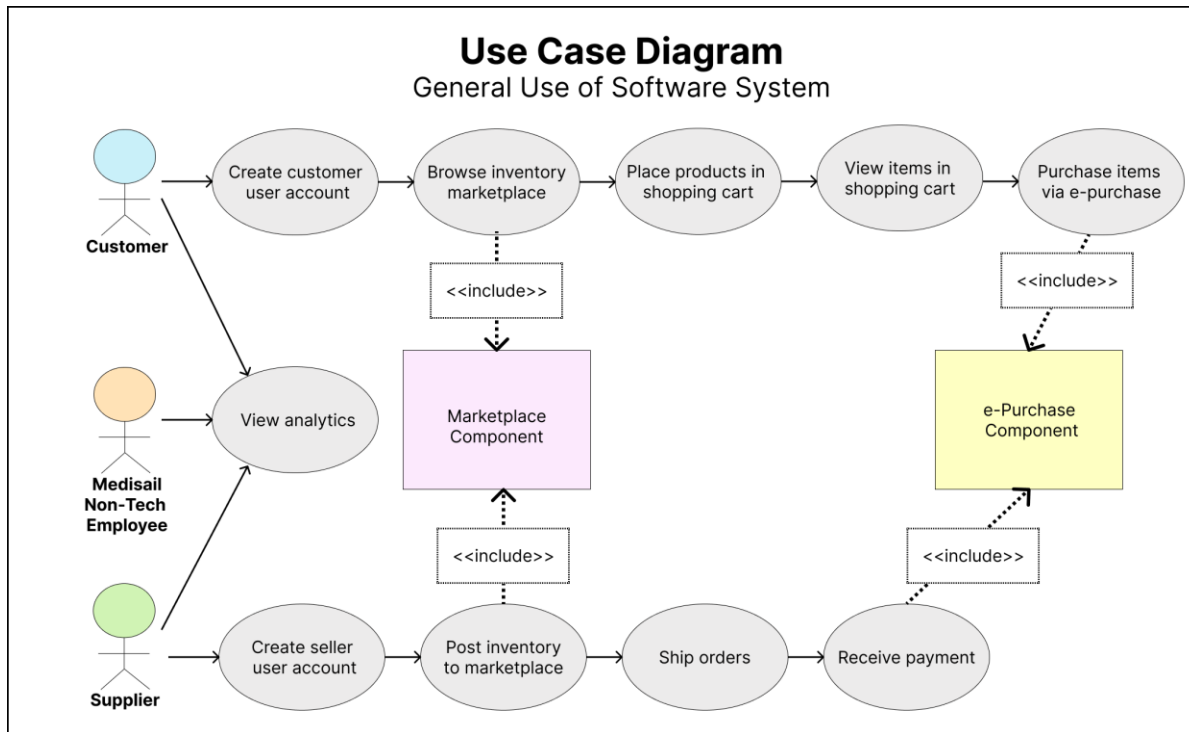 Use Case Diagram
General Use of Software System
Create customer
user account
Browse inventory
marketplace
Place products in
shopping cart
View items in
shopping cart
Purchase items
via e-purchase
Customer
<<include>>
<<include>>
Marketplace
Component
e-Purchase
Component
View analytics
Medisail
Non-Tech
Employee
<<include>>
<<include>>
Create seller
user account
Post inventory
to marketplace
Ship orders
Receive payment
Supplier